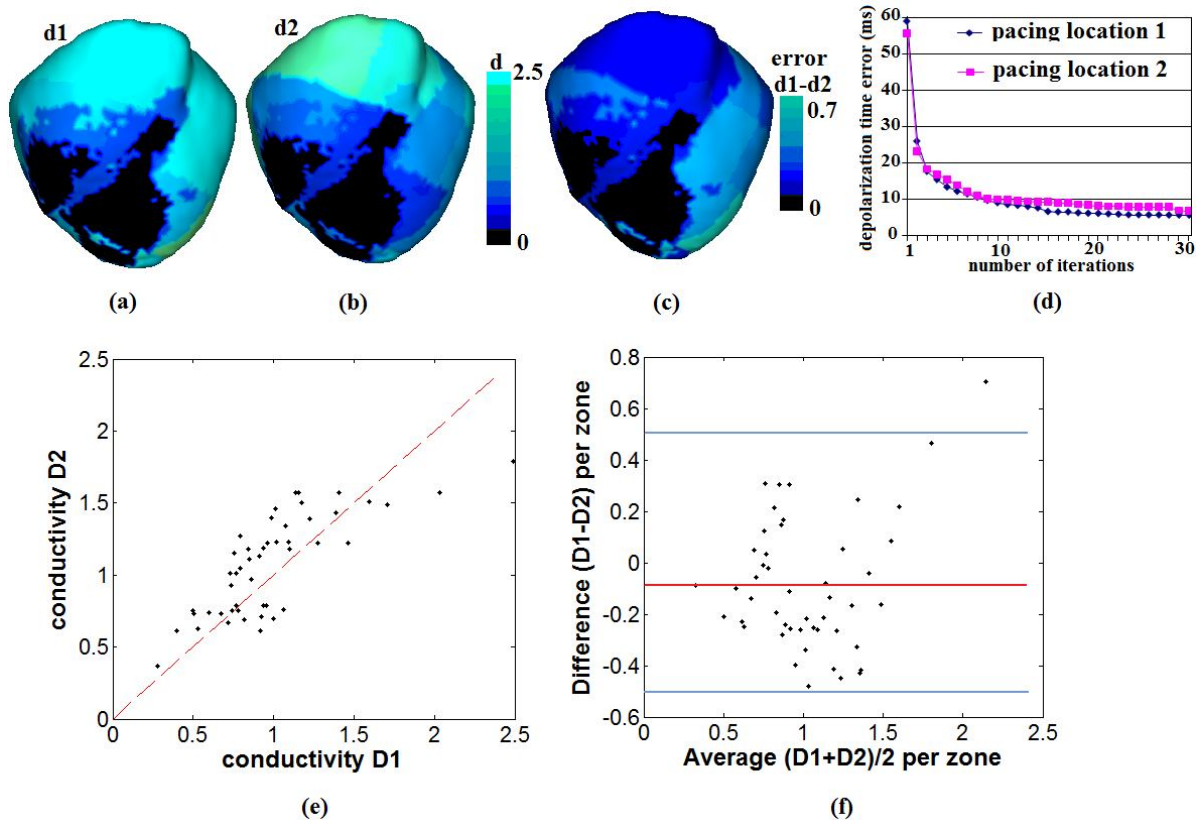 d1
d2
d
2.5
0
error
d1-d2
0.7
0
depolarization time error (ms)
60
50
40
30
20
10
0
pacing location 1
pacing location 2
1 10 20 30
number of iterations
(a) (b) (c) (d)
conductivity D2
2.5
2
1.5
1
0.5
0
0 0.5 1 1.5 2 2.5
conductivity D1
(e)
Difference (D1-D2) per zone
0.8
0.6
0.4
0.2
0
-0.2
-0.4
-0.6
0 0.5 1 1.5 2 2.5
Average (D1+D2)/2 per zone
(f)